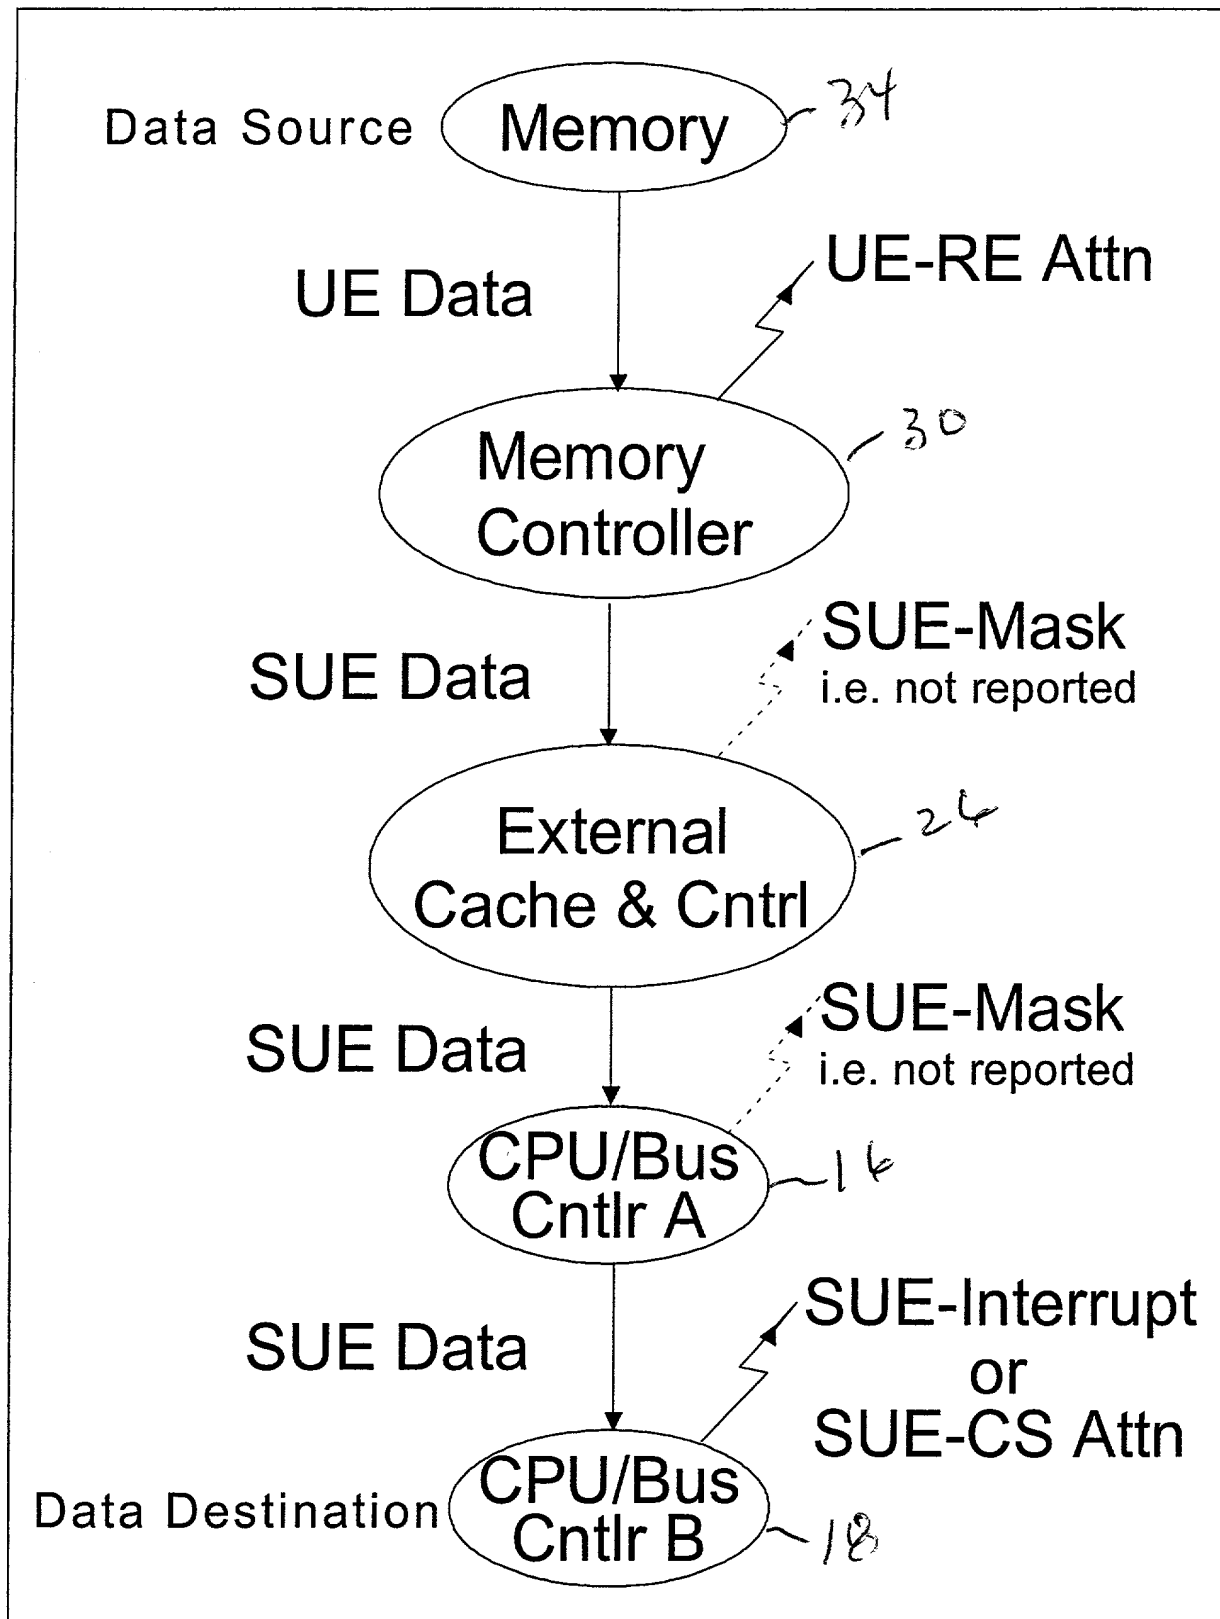 Data Source
Memory
34
UE Data
UE-RE Attn
Memory
Controller
30
SUE Data
SUE-Mask
i.e. not reported
External
Cache & Cntrl
26
SUE Data
SUE-Mask
i.e. not reported
CPU/Bus
Cntlr A
16
SUE Data
SUE-Interrupt
or
SUE-CS Attn
Data Destination
CPU/Bus
Cntlr B
18